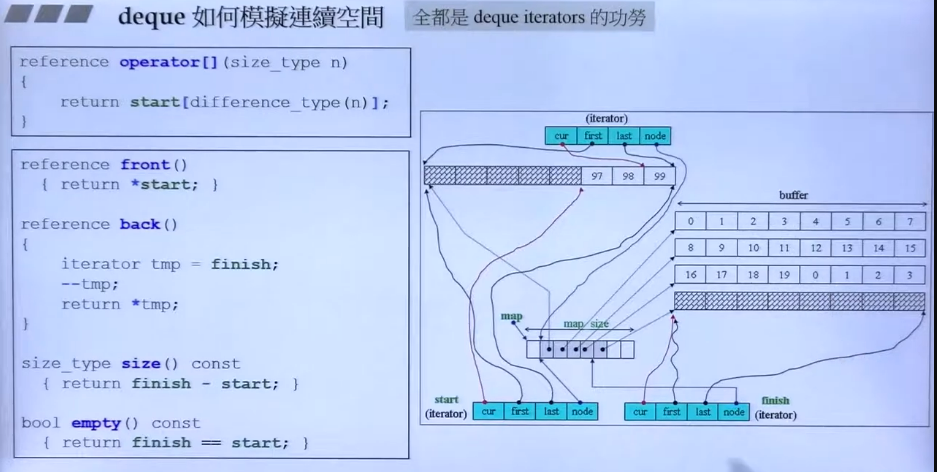 deque 如何模擬連續空間
全都是 deque iterators 的功勞
reference operator[](size_type n)
{
return start[difference_type(n)];
}
reference front()
{ return *start; }
reference back()
{
iterator tmp = finish;
--tmp;
return *tmp;
}
size_type size() const
{ return finish - start; }
bool empty() const
{ return finish == start; }
(iterator)
cur first last node
97 98 99
buffer
0 1 2 3 4 5 6 7
8 9 10 11 12 13 14 15
16 17 18 19 0 1 2 3
map
map size
start
(iterator)
cur first last node
cur first last node
finish
(iterator)